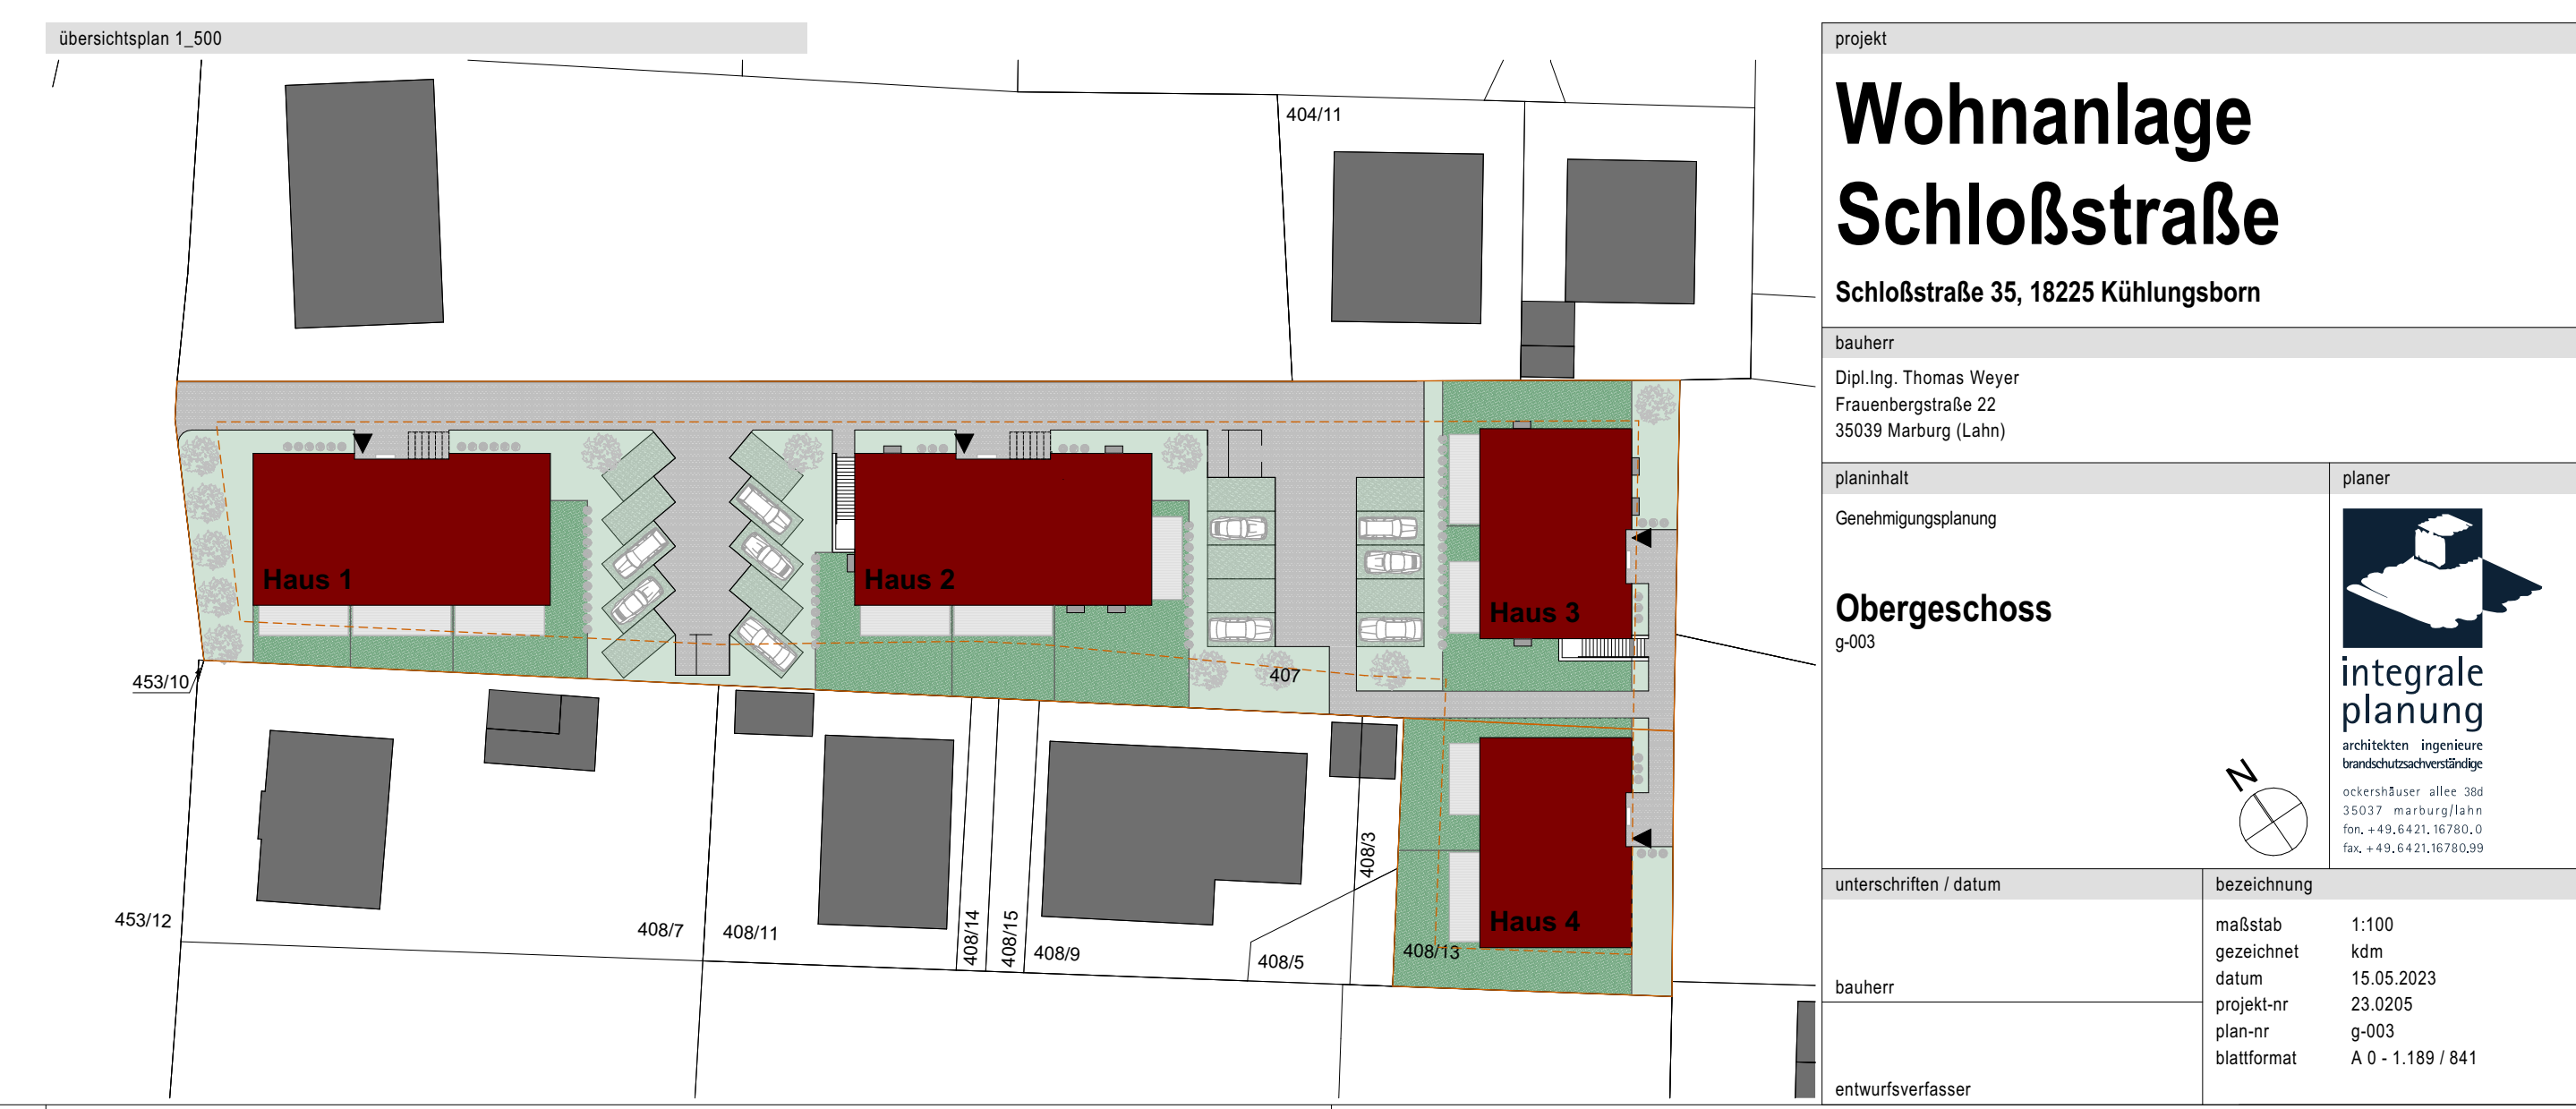 übersichtsplan 1_500
404/11
Haus 1
Haus 2
Haus 3
Haus 4
407
453/10
453/12
408/7
408/11
408/14
408/15
408/9
408/5
408/3
408/13
projekt
Wohnanlage
Schloßstraße
Schloßstraße 35, 18225 Kühlungsborn
bauherr
Dipl.Ing. Thomas Weyer
Frauenbergstraße 22
35039 Marburg (Lahn)
planinhalt
Genehmigungsplanung
Obergeschoss
g-003
N
planer
integrale
planung
architekten ingenieure
brandschutzsachverständige
ockershäuser allee 38d
35037 marburg/lahn
fon. +49.6421.16780.0
fax. +49.6421.16780.99
unterschriften / datum
bauherr
entwurfsverfasser
bezeichnung
maßstab 1:100
gezeichnet kdm
datum 15.05.2023
projekt-nr 23.0205
plan-nr g-003
blattformat A 0 - 1.189 / 841